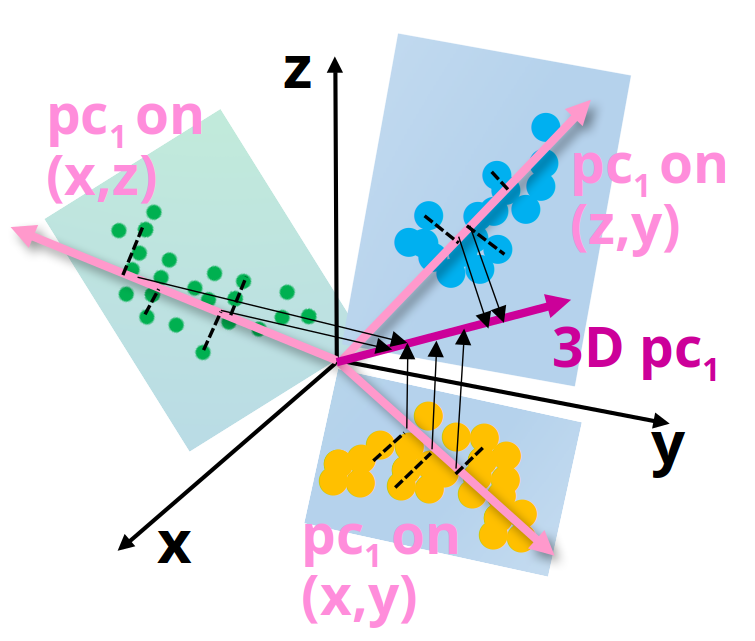 z
pc1 on
(x,z)
pc1 on
(z,y)
3D pc1
y
x
pc1 on
(x,y)